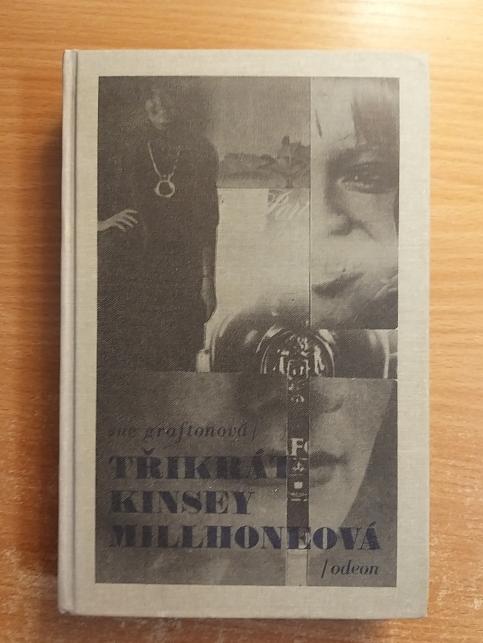 sue graftonová/
TŘIKRÁT
KINSEY
MILLHONEOVÁ
/odeon